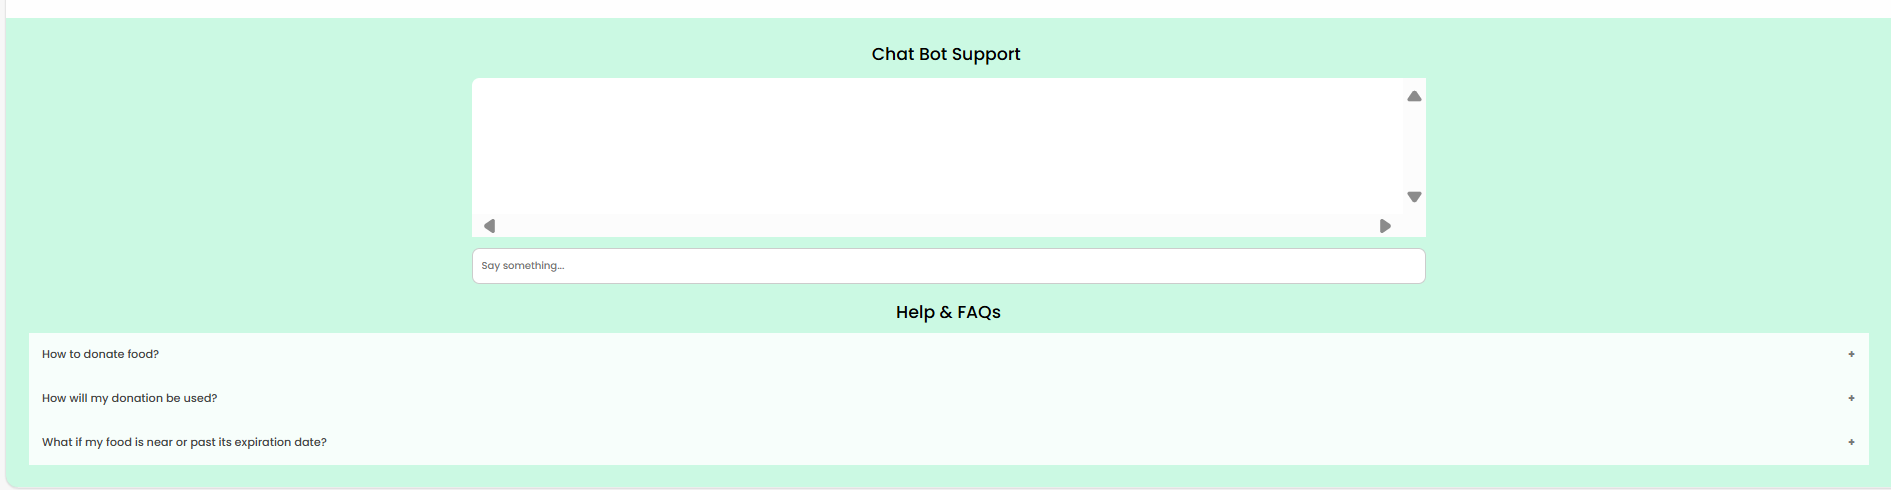 Chat Bot Support
Say something...
Help & FAQs
How to donate food?
+
How will my donation be used?
+
What if my food is near or past its expiration date?
+